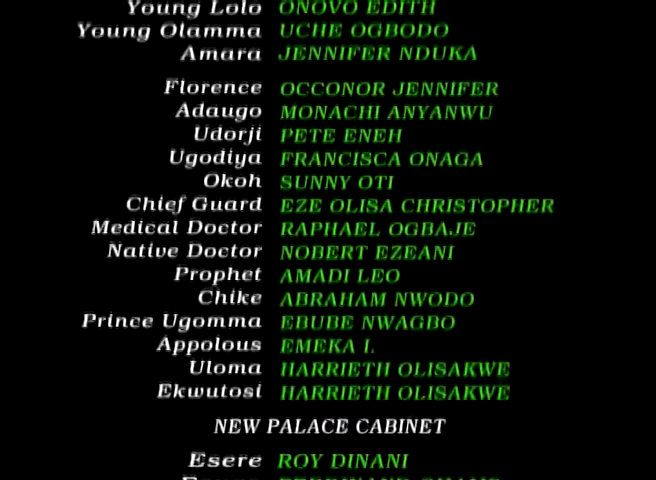 Young Lolo ONOVO EDITH
Young Olamma UCHE OGBODO
Amara JENNIFER NDUKA
Florence OCCONOR JENNIFER
Adaugo MONACHI ANYANWU
Udorji PETE ENEH
Ugodiya FRANCISCA ONAGA
Okoh SUNNY OTI
Chief Guard EZE OLISA CHRISTOPHER
Medical Doctor RAPHAEL OGBAJE
Native Doctor NOBERT EZEANI
Prophet AMADI LEO
Chike ABRAHAM NWODO
Prince Ugomma EBUBE NWAGBO
Appolous EMEKA I.
Uloma HARRIETH OLISAKWE
Ekwutosi HARRIETH OLISAKWE
NEW PALACE CABINET
Esere ROY DINANI